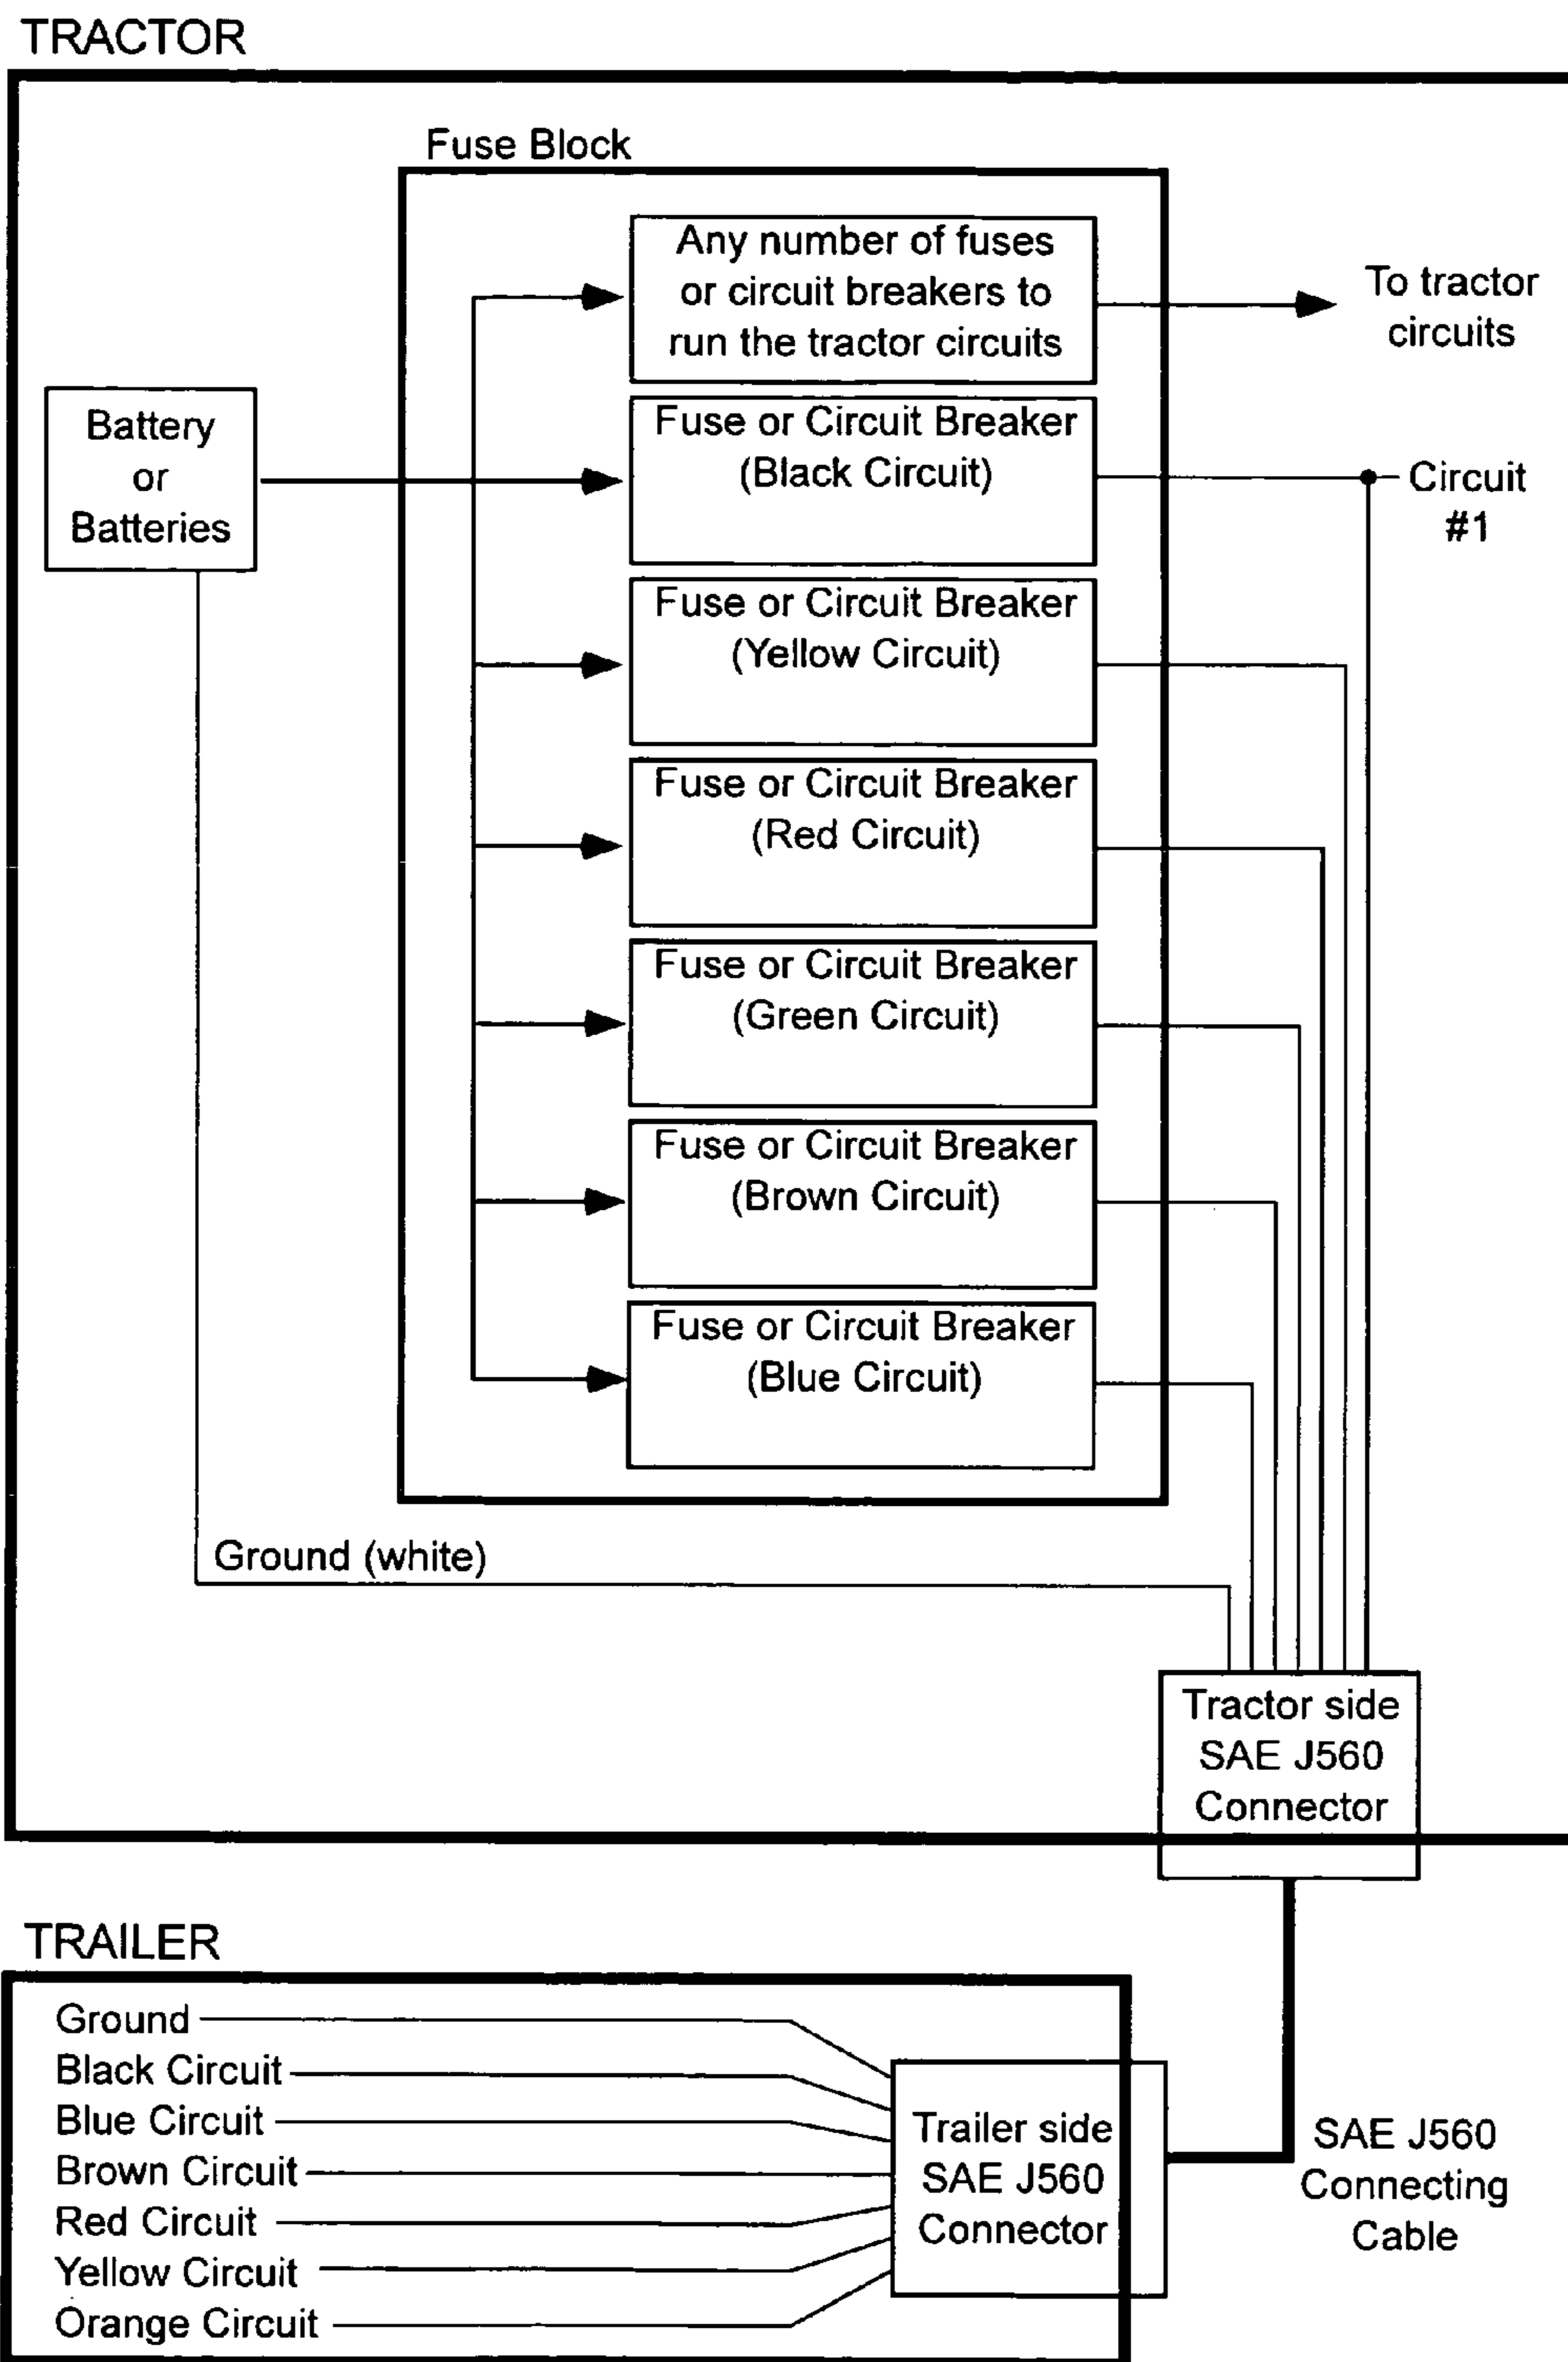 TRACTOR
Fuse Block
Any number of fuses
or circuit breakers to
run the tractor circuits
To tractor
circuits
Battery
or
Batteries
Fuse or Circuit Breaker
(Black Circuit)
Circuit
#1
Fuse or Circuit Breaker
(Yellow Circuit)
Fuse or Circuit Breaker
(Red Circuit)
Fuse or Circuit Breaker
(Green Circuit)
Fuse or Circuit Breaker
(Brown Circuit)
Fuse or Circuit Breaker
(Blue Circuit)
Ground (white)
Tractor side
SAE J560
Connector
TRAILER
Ground
Black Circuit
Blue Circuit
Brown Circuit
Red Circuit
Yellow Circuit
Orange Circuit
Trailer side
SAE J560
Connector
SAE J560
Connecting
Cable